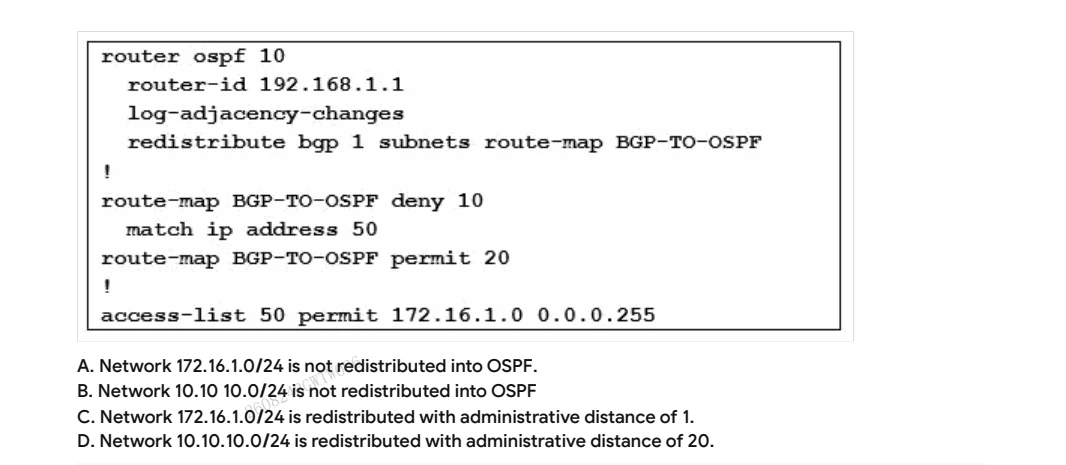 router ospf 10
router-id 192.168.1.1
log-adjacency-changes
redistribute bgp 1 subnets route-map BGP-TO-OSPF
!
route-map BGP-TO-OSPF deny 10
match ip address 50
route-map BGP-TO-OSPF permit 20
!
access-list 50 permit 172.16.1.0 0.0.0.255
A. Network 172.16.1.0/24 is not redistributed into OSPF.
B. Network 10.10 10.0/24 is not redistributed into OSPF
C. Network 172.16.1.0/24 is redistributed with administrative distance of 1.
D. Network 10.10.10.0/24 is redistributed with administrative distance of 20.